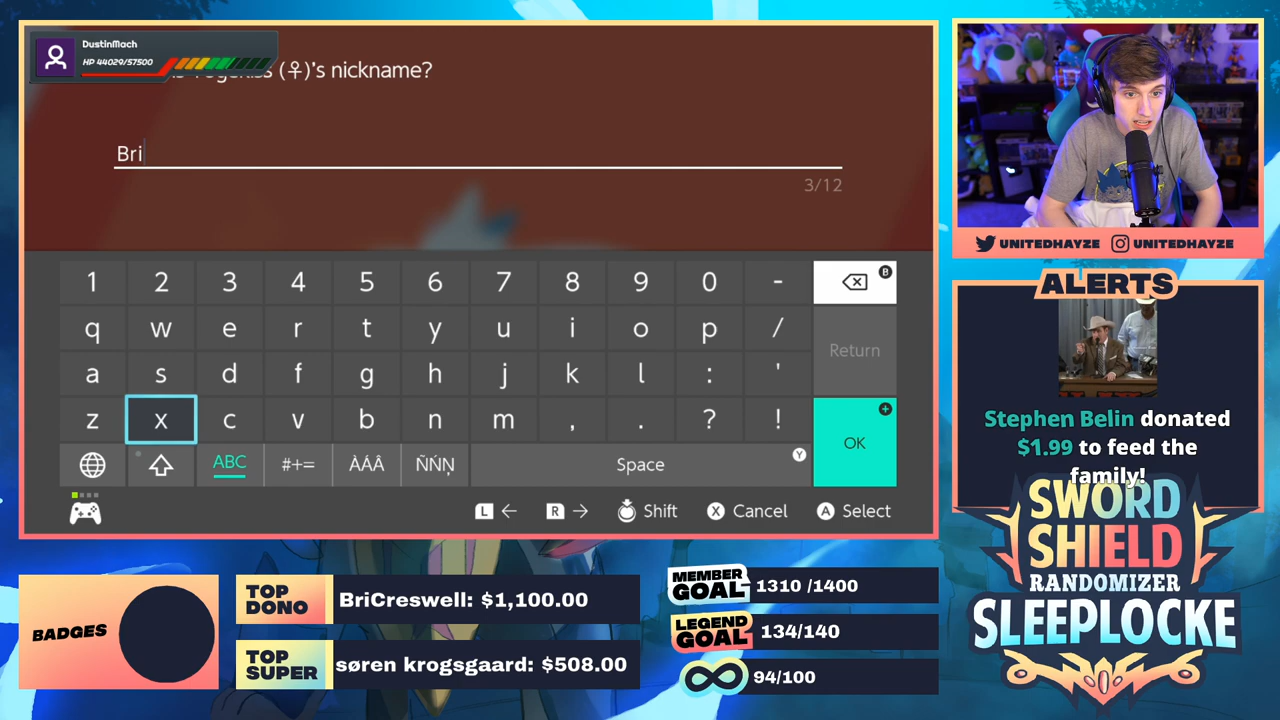 DustinMach
HP 44029/57500
(♀)'s nickname?
Bri
3/12
1 2 3 4 5 6 7 8 9 0 -
B
q w e r t y u i o p /
Return
a s d f g h j k l : '
z x c v b n m , . ? !
OK
ABC #+= ÀÁÂ ÑŃŅ Space Y
L ← R → Shift X Cancel A Select
UNITEDHAYZE UNITEDHAYZE
ALERTS
Stephen Belin donated
$1.99 to feed the
family!
SWORD
SHIELD
RANDOMIZER
SLEEPLOCKE
BADGES
TOP
DONO
BriCreswell: $1,100.00
TOP
SUPER
søren krogsgaard: $508.00
MEMBER
GOAL
1310 /1400
LEGEND
GOAL
134/140
94/100